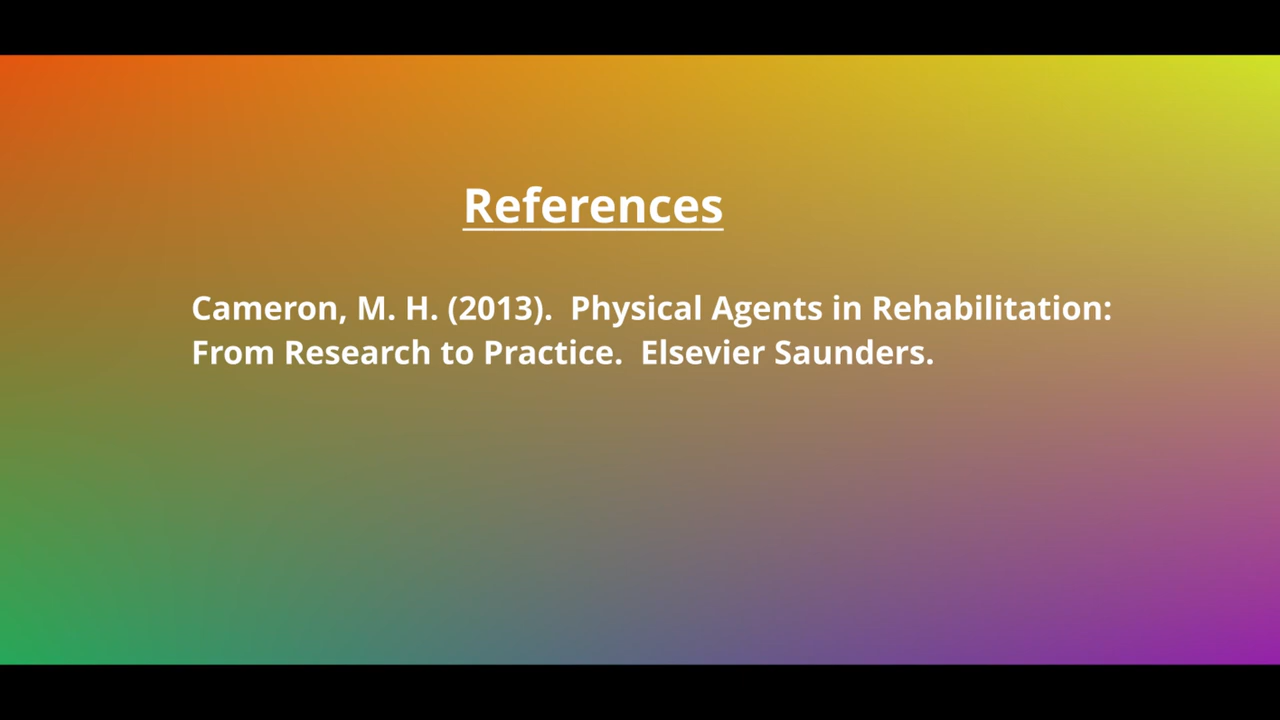 References
Cameron, M. H. (2013).  Physical Agents in Rehabilitation:
From Research to Practice.  Elsevier Saunders.